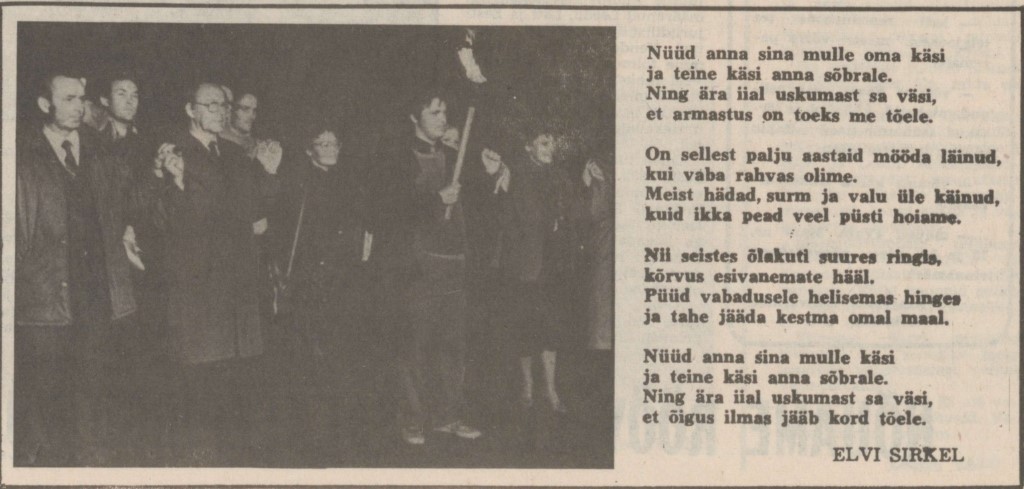 Nüüd anna sina mulle oma käsi
ja teine käsi anna sõbrale.
Ning ära iial uskumast sa väsi,
et armastus on toeks me tõele.
On sellest palju aastaid mööda läinud,
kui vaba rahvas olime.
Meist hädad, surm ja valu üle käinud,
kuid ikka pead veel püsti hoiame.
Nii seistes õlakuti suures ringis,
kõrvus esivanemate hääl.
Püüd vabadusele helisemas hinges
ja tahe jääda kestma omal maal.
Nüüd anna sina mulle käsi
ja teine käsi anna sõbrale.
Ning ära iial uskumast sa väsi,
et õigus ilmas jääb kord tõele.
ELVI SIRKEL